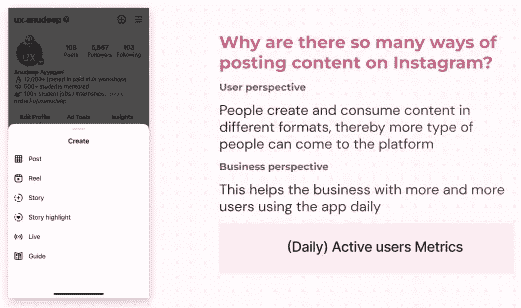 ux-anudeep
105 5,867 103
Posts Followers Following
Anudeep Ayyagari
Edit Profile Ad Tools Insights
Create
Post
Reel
Story
Story highlight
Live
Guide
Why are there so many ways of
posting content on Instagram?
User perspective
People create and consume content in
different formats, thereby more type of
people can come to the platform
Business perspective
This helps the business with more and more
users using the app daily
(Daily) Active users Metrics